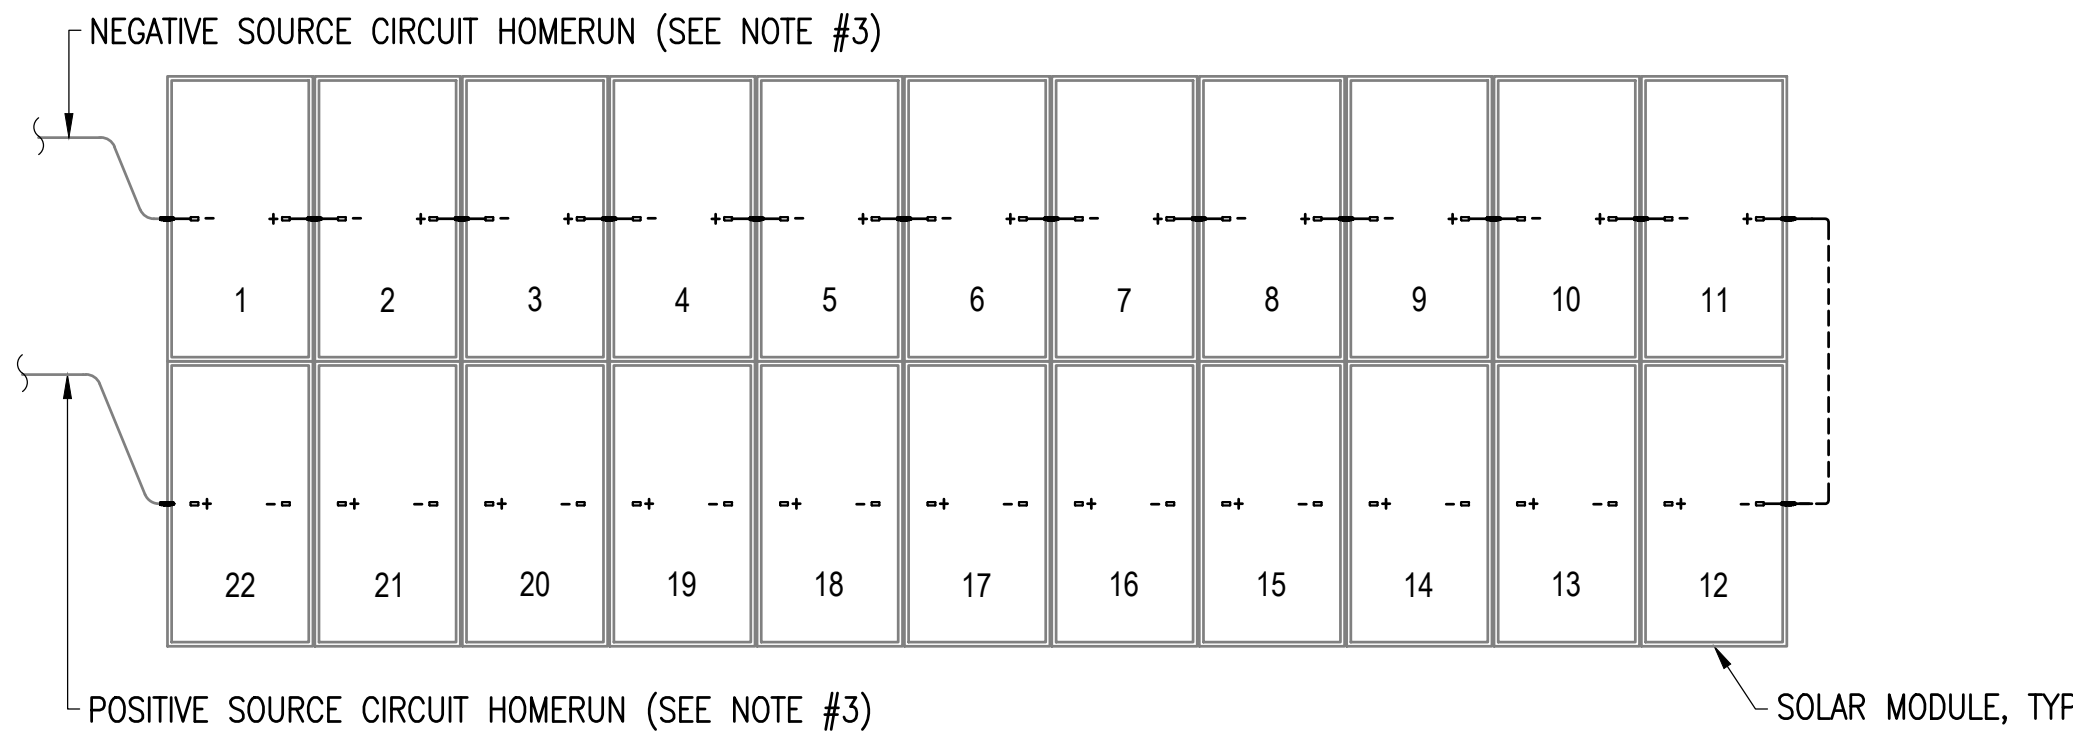 NEGATIVE SOURCE CIRCUIT HOMERUN (SEE NOTE #3)
- + - + - + - + - + - + - + - + - + - + - +
1 2 3 4 5 6 7 8 9 10 11
+ - + - + - + - + - + - + - + - + - + - + -
22 21 20 19 18 17 16 15 14 13 12
POSITIVE SOURCE CIRCUIT HOMERUN (SEE NOTE #3)
SOLAR MODULE, TYP